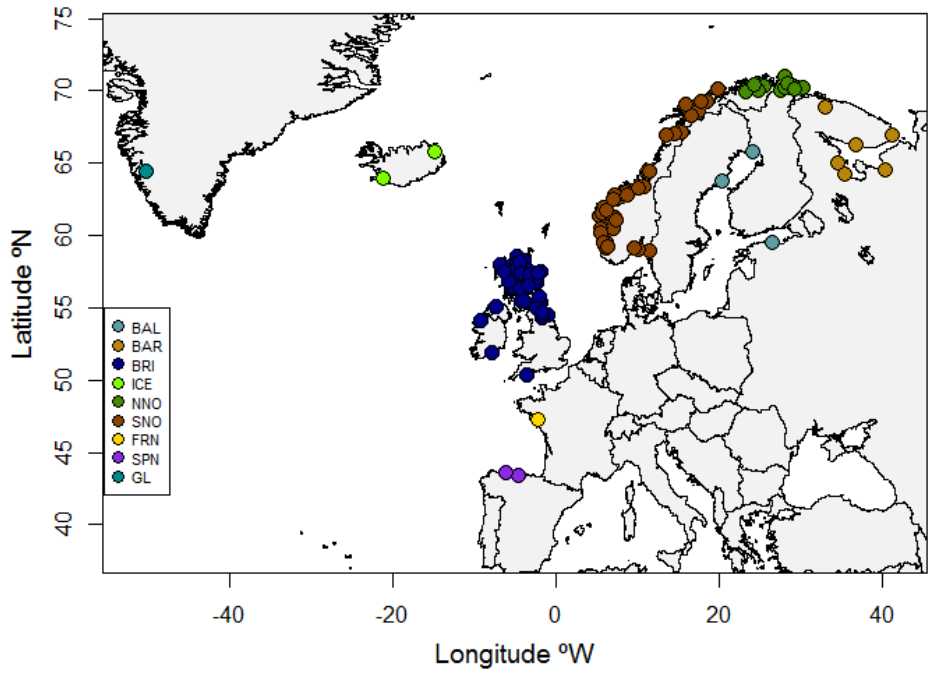 75
70
65
60
55
50
45
40
Latitude ºN
BAL
BAR
BRI
ICE
NNO
SNO
FRN
SPN
GL
-40 -20 0 20 40
Longitude ºW